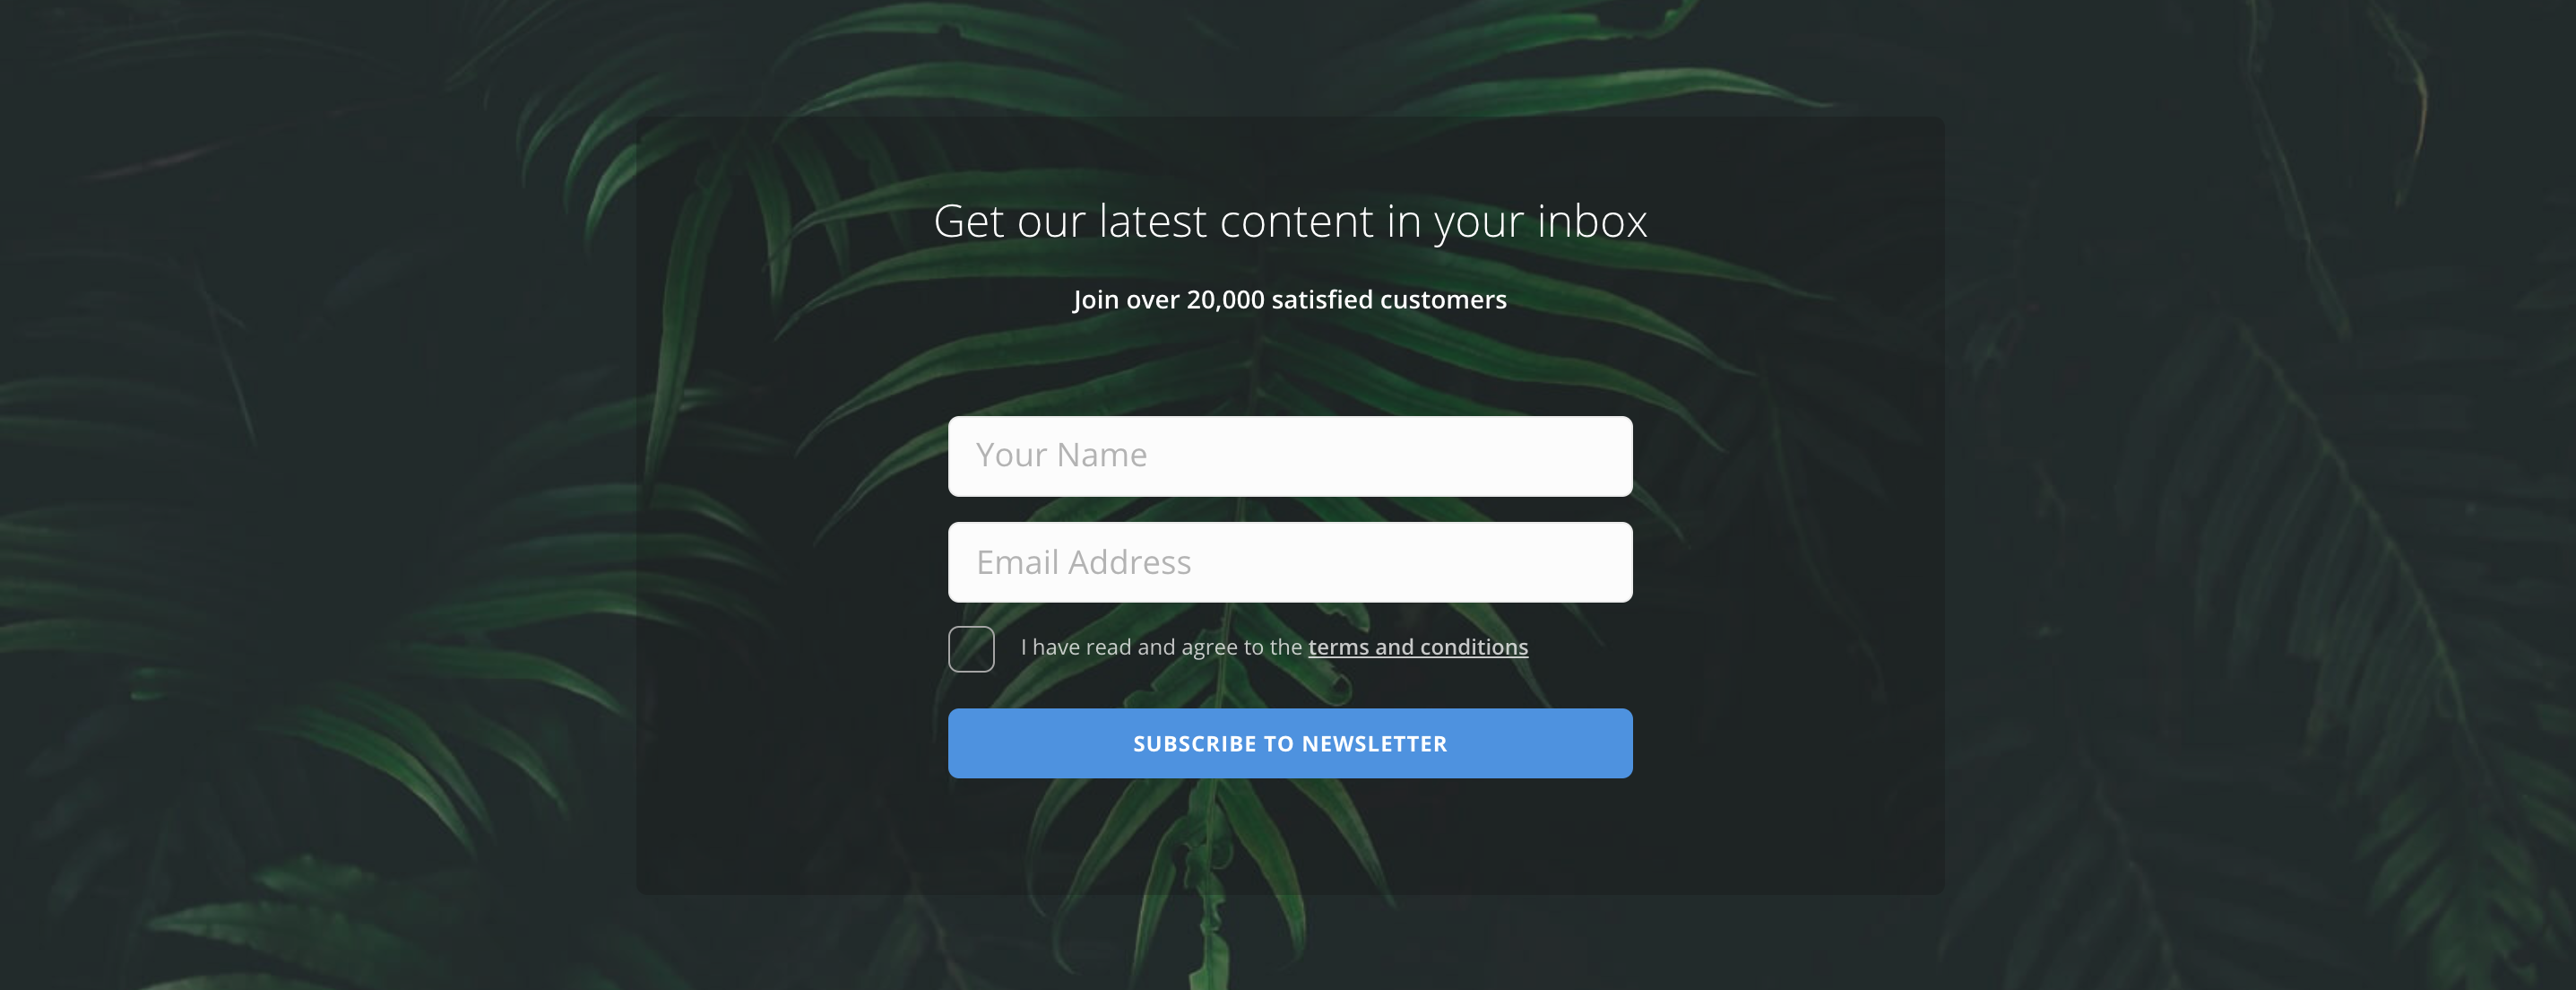 Get our latest content in your inbox
Join over 20,000 satisfied customers
Your Name
Email Address
I have read and agree to the terms and conditions
SUBSCRIBE TO NEWSLETTER